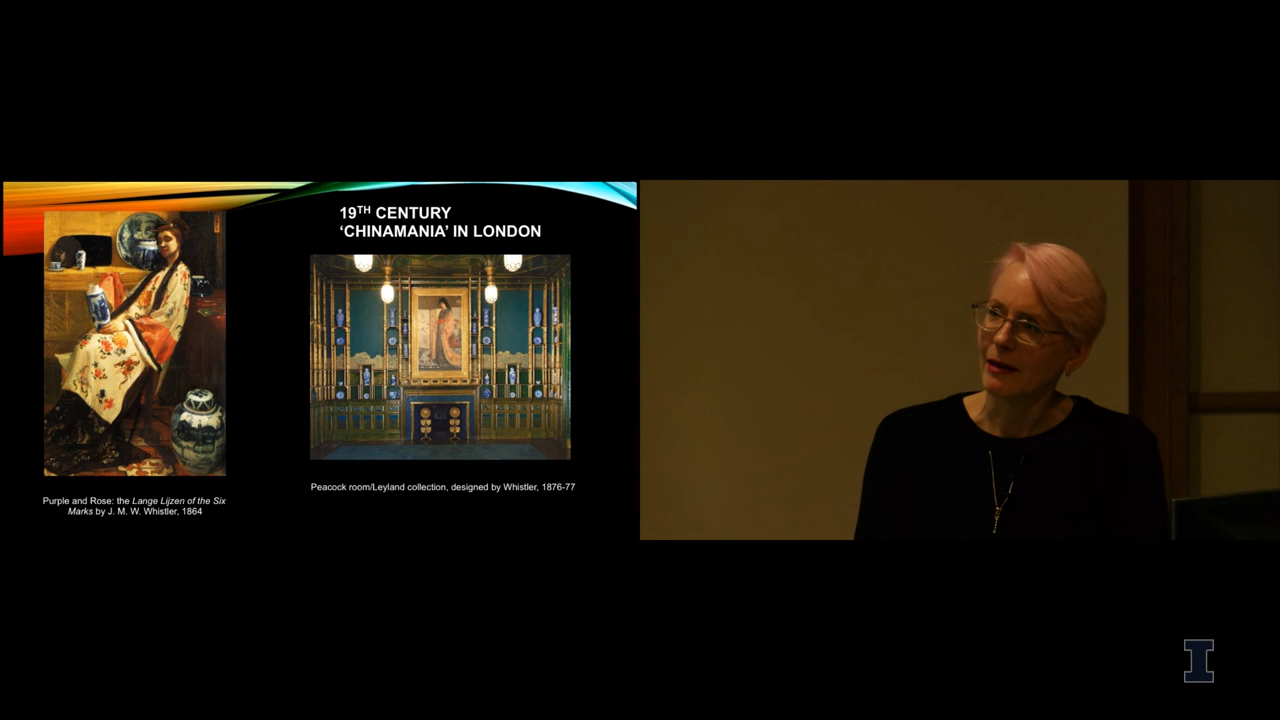 19TH CENTURY
‘CHINAMANIA’ IN LONDON
Peacock room/Leyland collection, designed by Whistler, 1876-77
Purple and Rose: the Lange Lijzen of the Six
Marks by J. M. W. Whistler, 1864
I